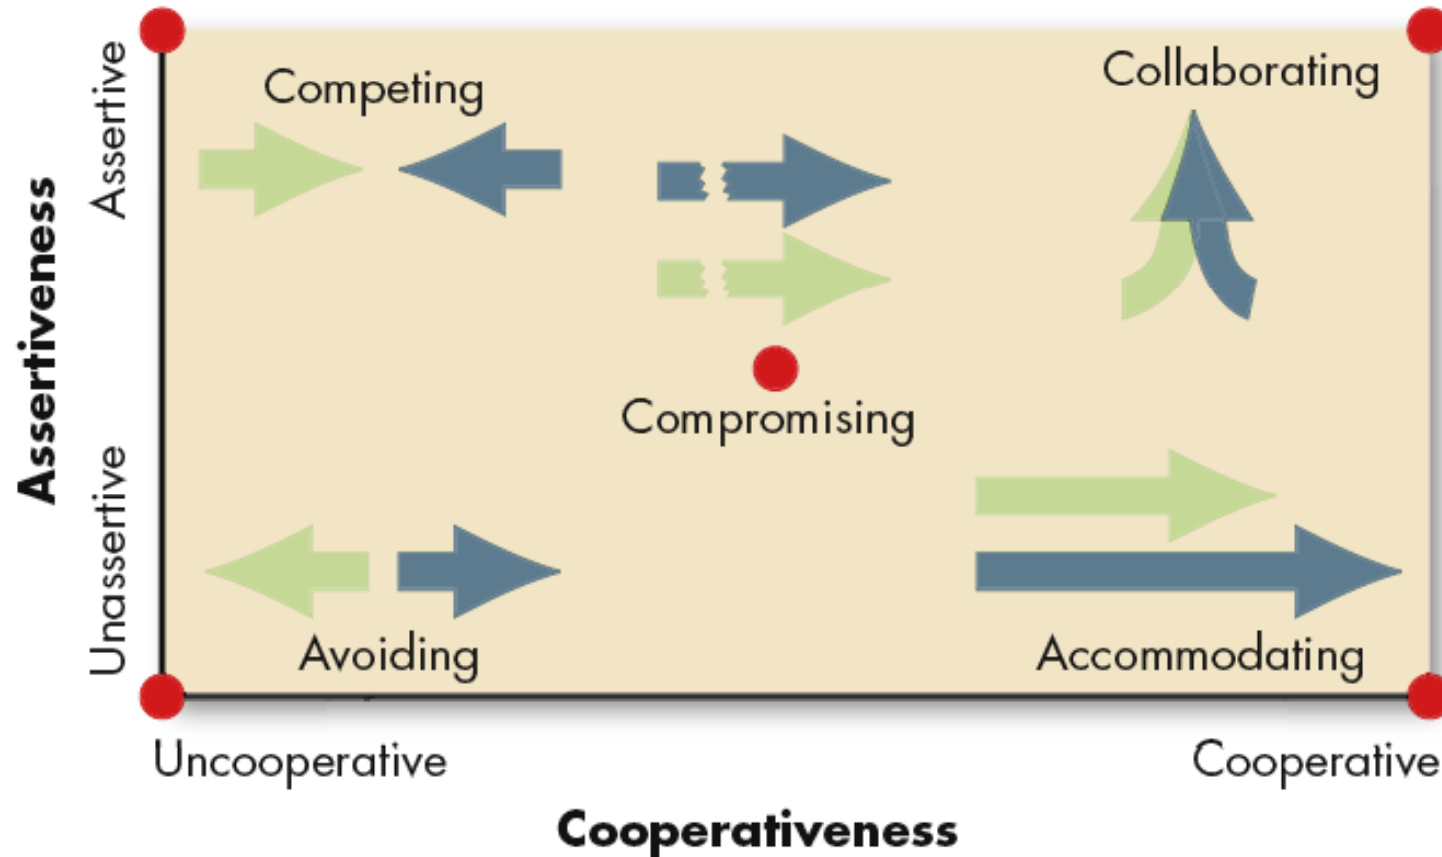 Assertiveness
Assertive
Unassertive
Competing
Collaborating
Compromising
Avoiding
Accommodating
Uncooperative
Cooperative
Cooperativeness